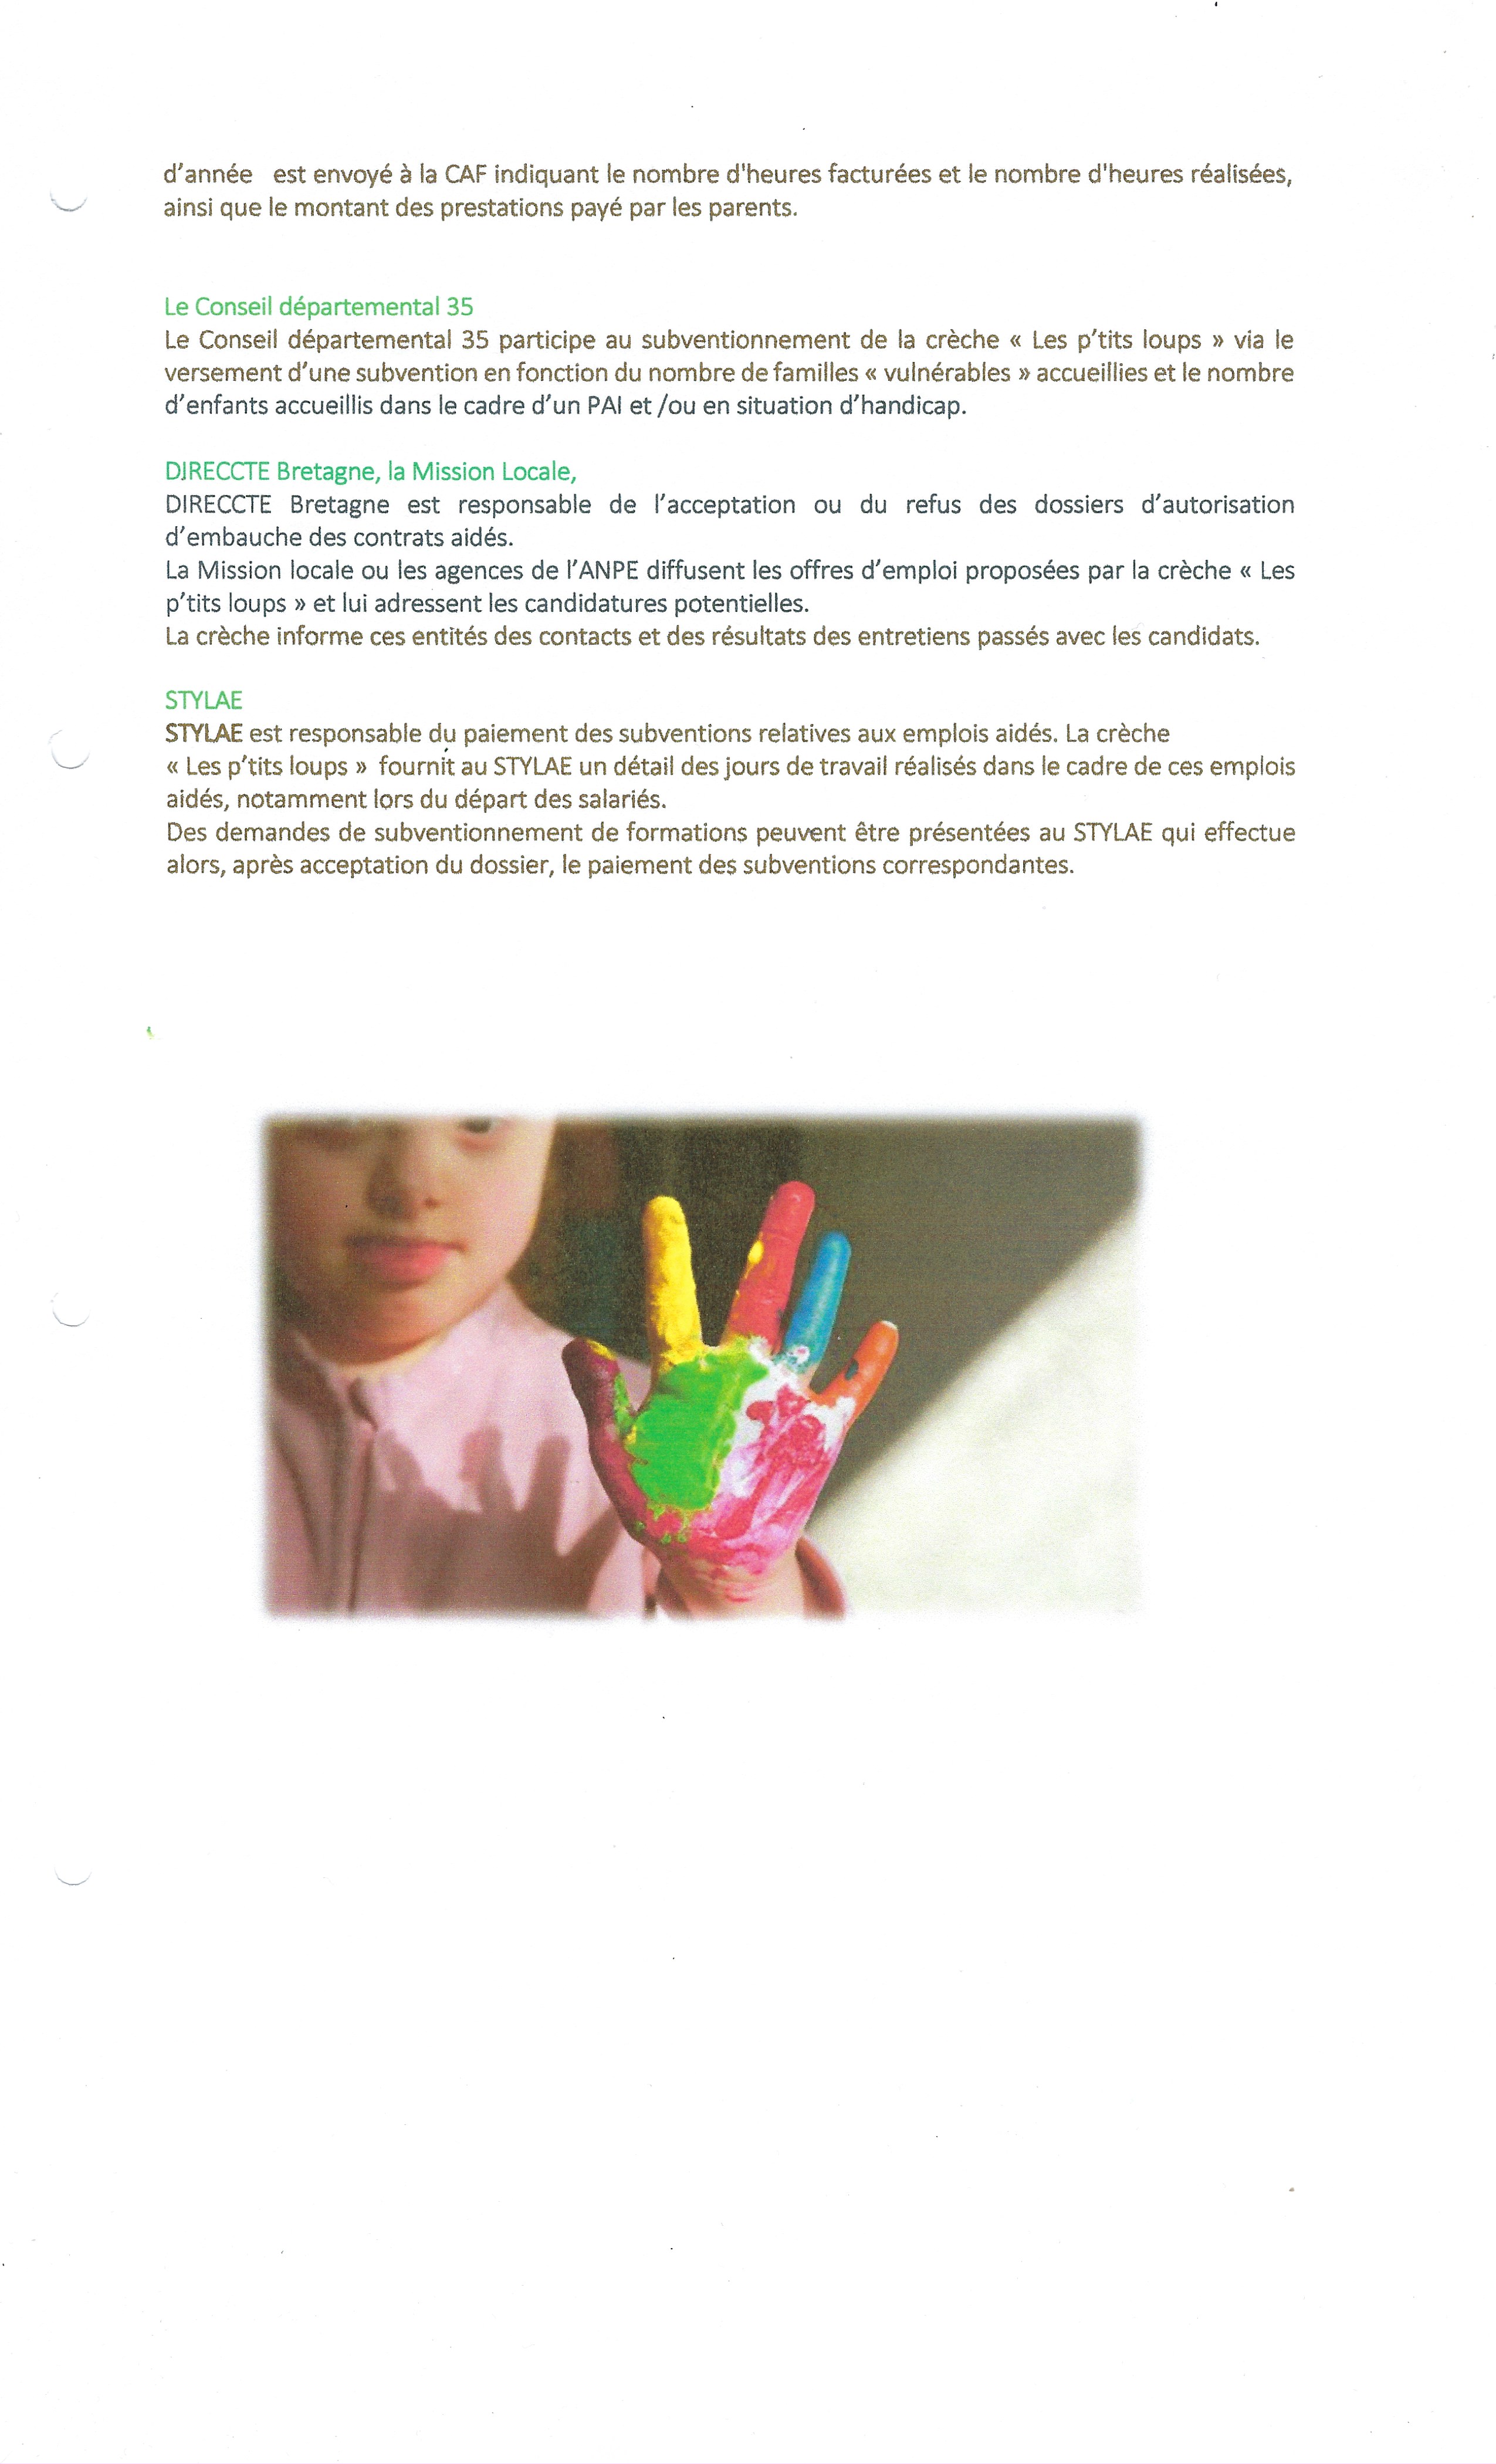 d'année est envoyé à la CAF indiquant le nombre d'heures facturées et le nombre d'heures réalisées,
ainsi que le montant des prestations payé par les parents.
Le Conseil départemental 35
Le Conseil départemental 35 participe au subventionnement de la crèche « Les p'tits loups » via le
versement d'une subvention en fonction du nombre de familles « vulnérables » accueillies et le nombre
d'enfants accueillis dans le cadre d'un PAI et /ou en situation d'handicap.
DIRECCTE Bretagne, la Mission Locale,
DIRECCTE Bretagne est responsable de l'acceptation ou du refus des dossiers d'autorisation
d'embauche des contrats aidés.
La Mission locale ou les agences de l'ANPE diffusent les offres d'emploi proposées par la crèche « Les
p'tits loups » et lui adressent les candidatures potentielles.
La crèche informe ces entités des contacts et des résultats des entretiens passés avec les candidats.
STYLAE
STYLAE est responsable du paiement des subventions relatives aux emplois aidés. La crèche
« Les p'tits loups » fournit au STYLAE un détail des jours de travail réalisés dans le cadre de ces emplois
aidés, notamment lors du départ des salariés.
Des demandes de subventionnement de formations peuvent être présentées au STYLAE qui effectue
alors, après acceptation du dossier, le paiement des subventions correspondantes.